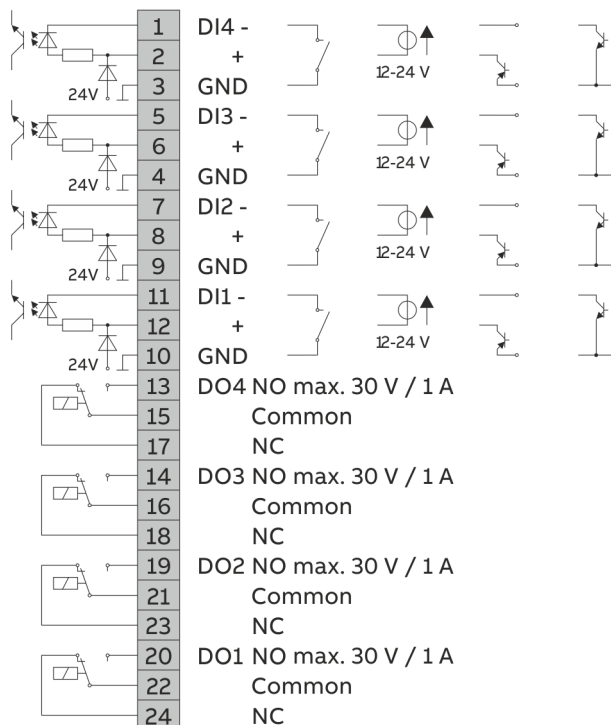 1 DI4 -
2 +
12-24 V
24V 3 GND
5 DI3 -
6 +
12-24 V
24V 4 GND
7 DI2 -
8 +
12-24 V
24V 9 GND
11 DI1 -
12 +
12-24 V
24V 10 GND
13 DO4 NO max. 30 V / 1 A
15 Common
17 NC
14 DO3 NO max. 30 V / 1 A
16 Common
18 NC
19 DO2 NO max. 30 V / 1 A
21 Common
23 NC
20 DO1 NO max. 30 V / 1 A
22 Common
24 NC